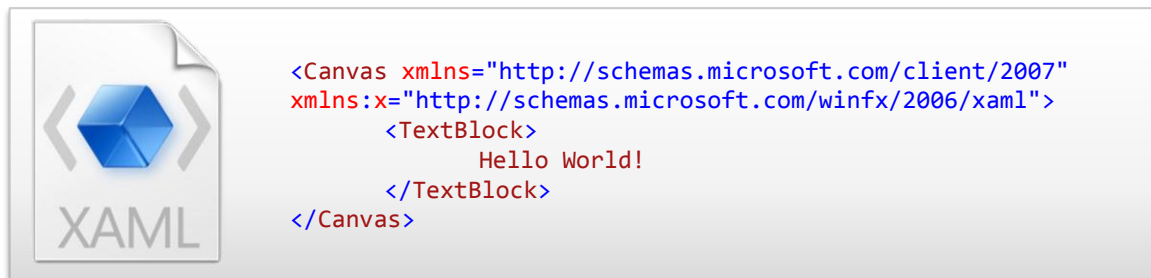 <Canvas xmlns="http://schemas.microsoft.com/client/2007"
xmlns:x="http://schemas.microsoft.com/winfx/2006/xaml">
<TextBlock>
Hello World!
</TextBlock>
</Canvas>
XAML